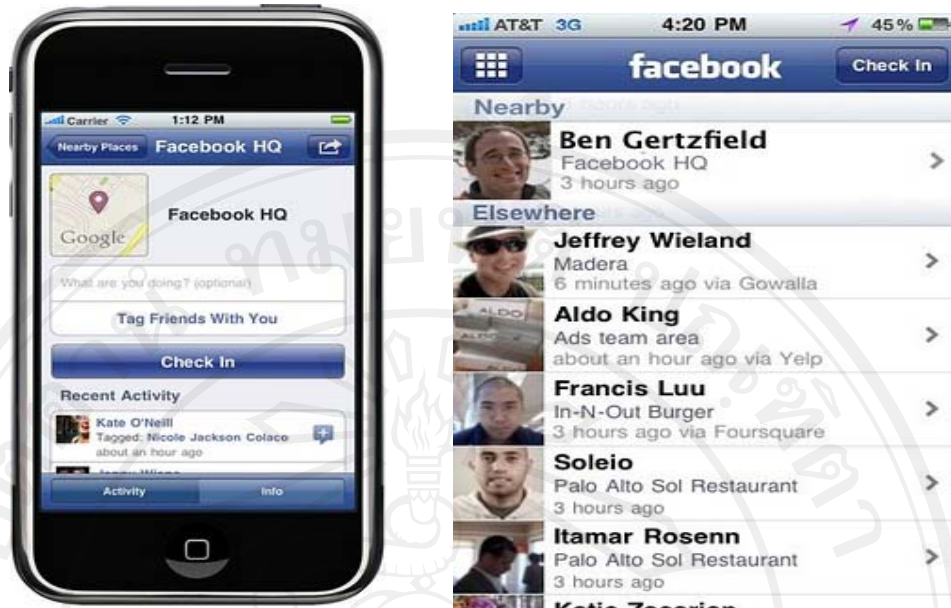 Carrier 1:12 PM
Nearby Places Facebook HQ
Google
Facebook HQ
What are you doing? (optional)
Tag Friends With You
Check In
Recent Activity
Kate O'Neill
Tagged: Nicole Jackson Colaco
about an hour ago
Activity Info
AT&T 3G 4:20 PM 45%
facebook Check In
Nearby
Ben Gertzfield
Facebook HQ
3 hours ago
Elsewhere
Jeffrey Wieland
Madera
6 minutes ago via Gowalla
Aldo King
Ads team area
about an hour ago via Yelp
Francis Luu
In-N-Out Burger
3 hours ago via Foursquare
Soleio
Palo Alto Sol Restaurant
3 hours ago
Itamar Rosenn
Palo Alto Sol Restaurant
3 hours ago